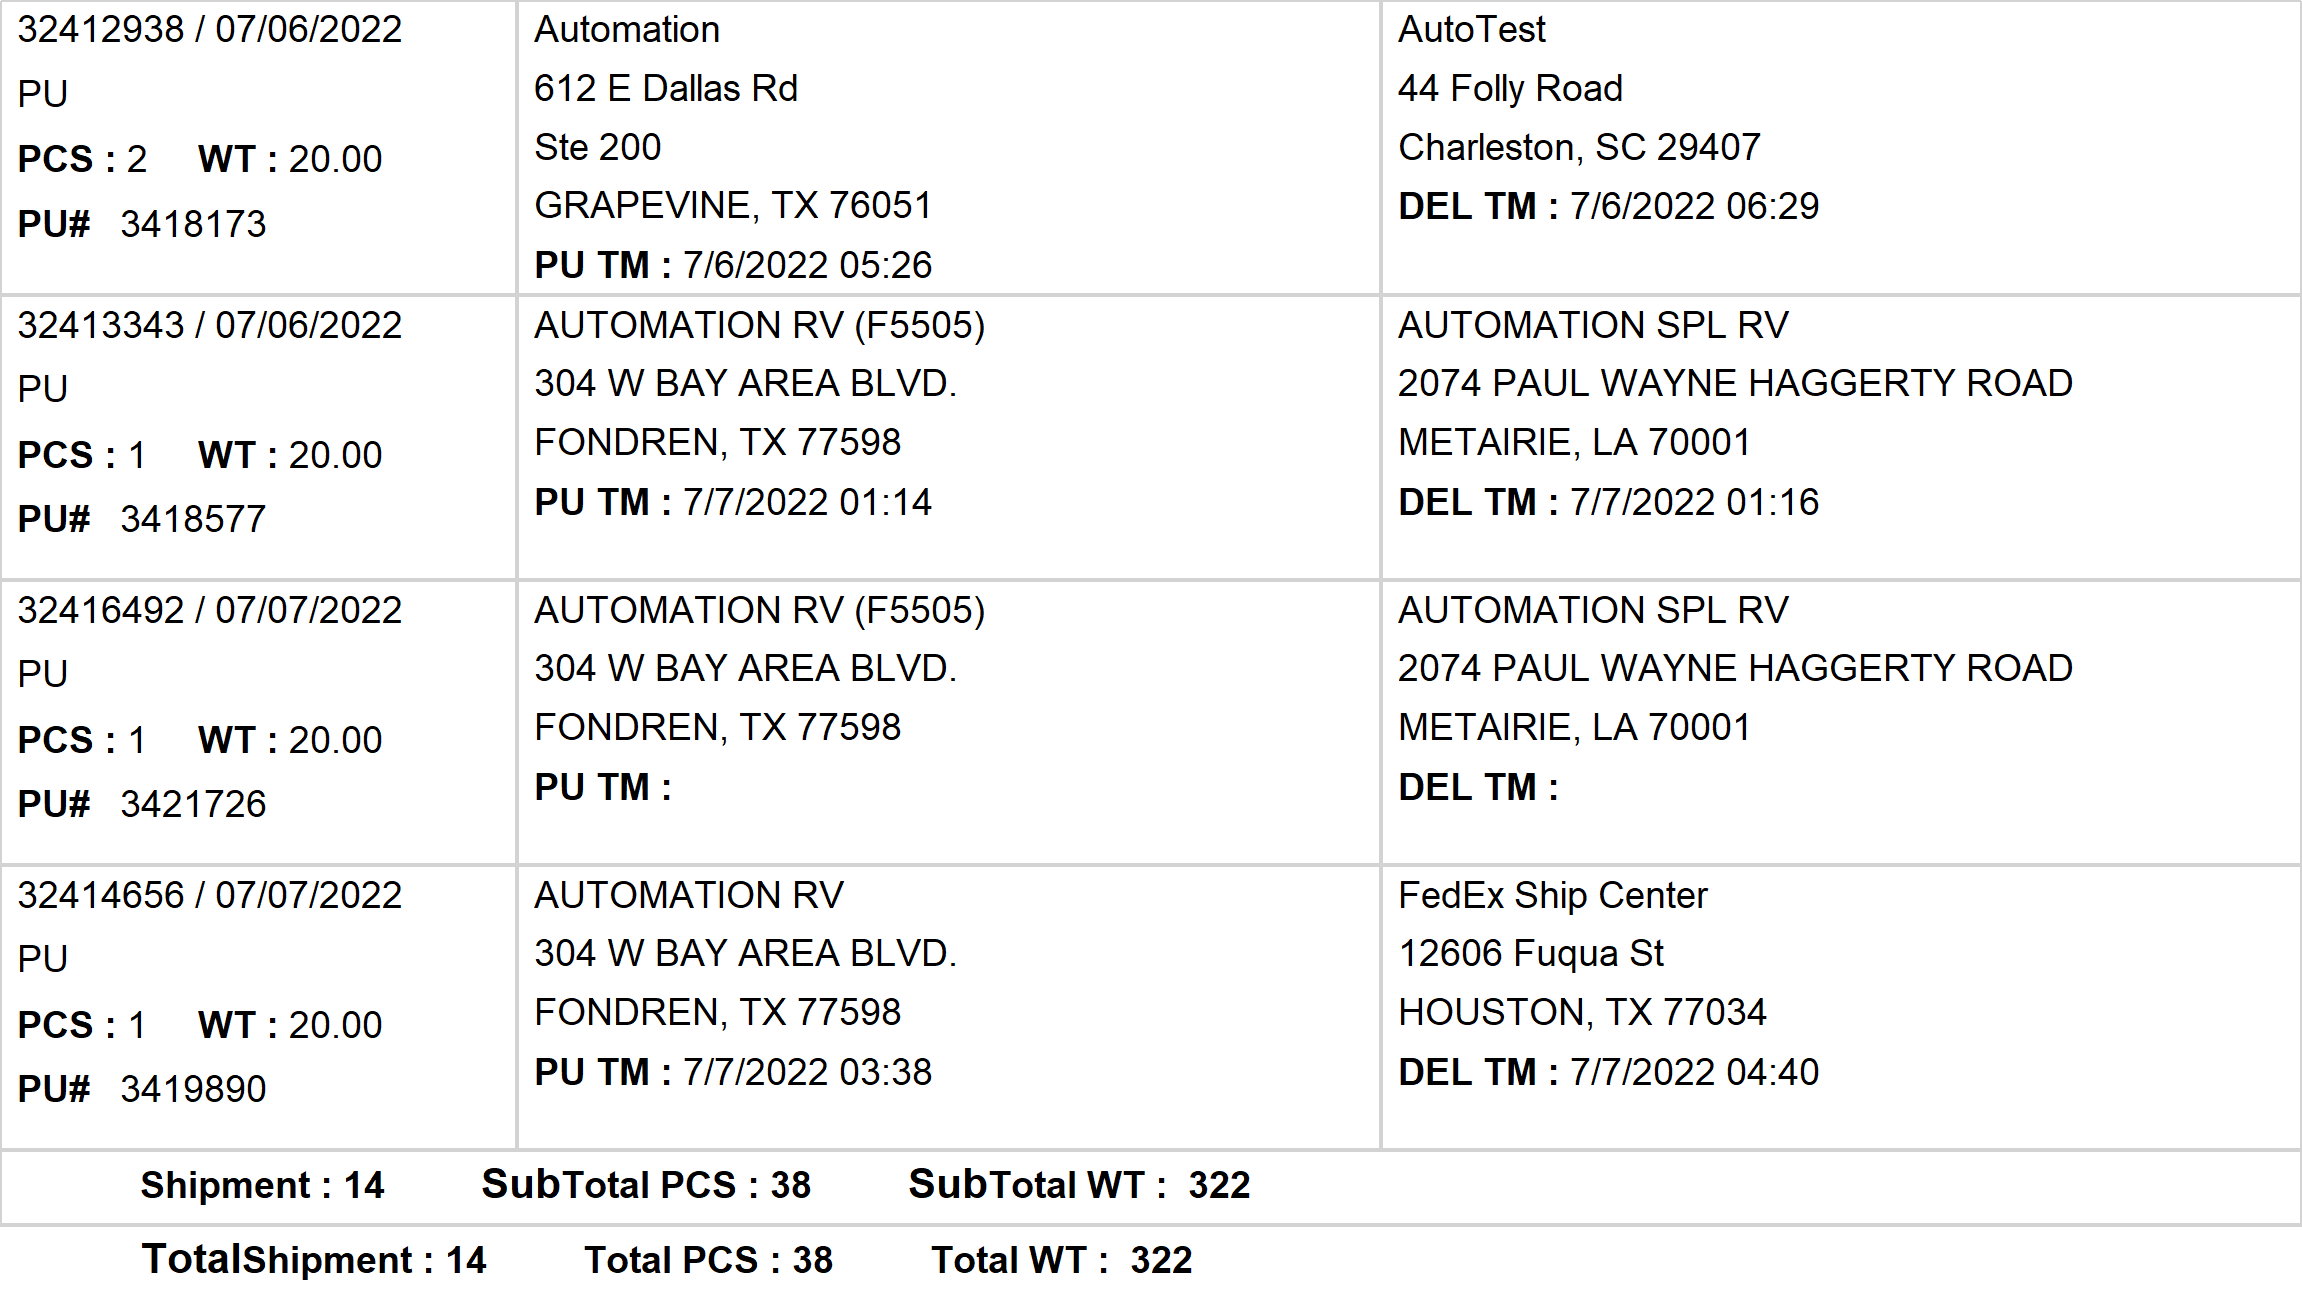 32412938 / 07/06/2022
PU
PCS : 2 WT : 20.00
PU# 3418173
Automation
612 E Dallas Rd
Ste 200
GRAPEVINE, TX 76051
PU TM : 7/6/2022 05:26
AutoTest
44 Folly Road
Charleston, SC 29407
DEL TM : 7/6/2022 06:29
32413343 / 07/06/2022
PU
PCS : 1 WT : 20.00
PU# 3418577
AUTOMATION RV (F5505)
304 W BAY AREA BLVD.
FONDREN, TX 77598
PU TM : 7/7/2022 01:14
AUTOMATION SPL RV
2074 PAUL WAYNE HAGGERTY ROAD
METAIRIE, LA 70001
DEL TM : 7/7/2022 01:16
32416492 / 07/07/2022
PU
PCS : 1 WT : 20.00
PU# 3421726
AUTOMATION RV (F5505)
304 W BAY AREA BLVD.
FONDREN, TX 77598
PU TM :
AUTOMATION SPL RV
2074 PAUL WAYNE HAGGERTY ROAD
METAIRIE, LA 70001
DEL TM :
32414656 / 07/07/2022
PU
PCS : 1 WT : 20.00
PU# 3419890
AUTOMATION RV
304 W BAY AREA BLVD.
FONDREN, TX 77598
PU TM : 7/7/2022 03:38
FedEx Ship Center
12606 Fuqua St
HOUSTON, TX 77034
DEL TM : 7/7/2022 04:40
Shipment : 14 SubTotal PCS : 38 SubTotal WT : 322
TotalShipment : 14 Total PCS : 38 Total WT : 322